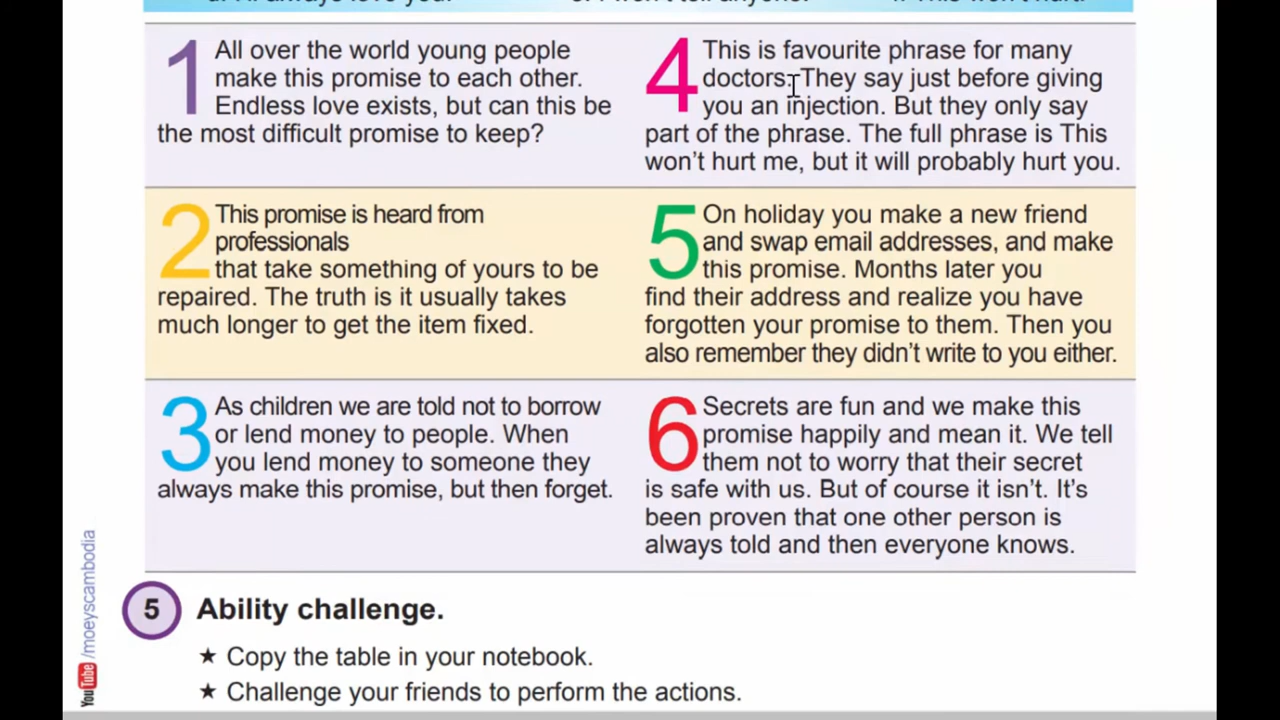 All over the world young people
make this promise to each other.
Endless love exists, but can this be
the most difficult promise to keep?
This promise is heard from
professionals
that take something of yours to be
repaired. The truth is it usually takes
much longer to get the item fixed.
As children we are told not to borrow
or lend money to people. When
you lend money to someone they
always make this promise, but then forget.
This is favourite phrase for many
doctors. They say just before giving
you an injection. But they only say
part of the phrase. The full phrase is This
won't hurt me, but it will probably hurt you.
On holiday you make a new friend
and swap email addresses, and make
this promise. Months later you
find their address and realize you have
forgotten your promise to them. Then you
also remember they didn't write to you either.
Secrets are fun and we make this
promise happily and mean it. We tell
them not to worry that their secret
is safe with us. But of course it isn't. It's
been proven that one other person is
always told and then everyone knows.
1
2
3
4
5
6
5 Ability challenge.
★ Copy the table in your notebook.
★ Challenge your friends to perform the actions.
YouTube /moeyscambodia